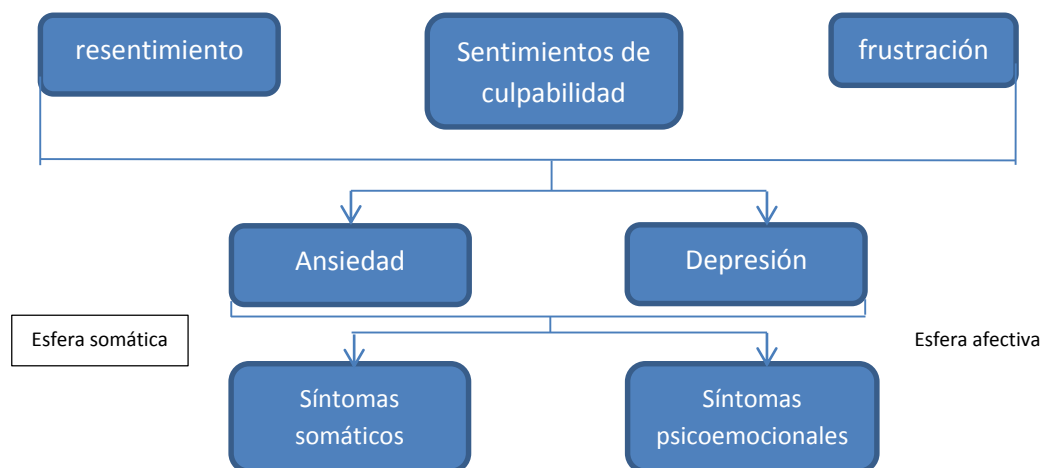 resentimiento
Sentimientos de
culpabilidad
frustración
Ansiedad
Depresión
Esfera somática
Esfera afectiva
Síntomas
somáticos
Síntomas
psicoemocionales